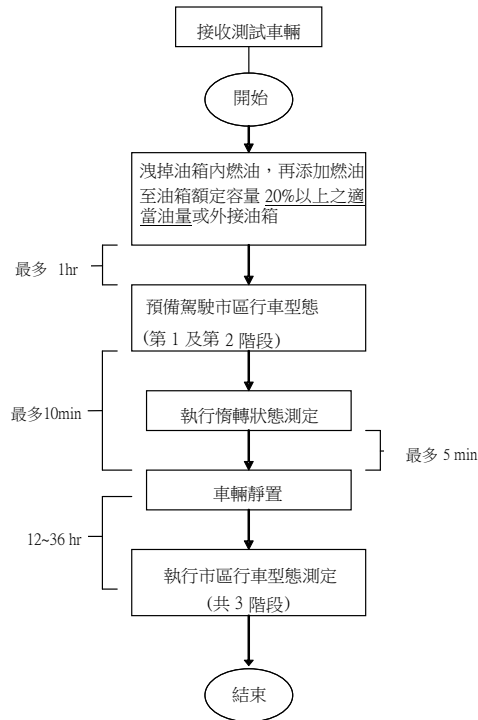 接收測試車輛
開始
洩掉油箱內燃油，再添加燃油
至油箱額定容量 20%以上之適
當油量或外接油箱
最多 1hr
預備駕駛市區行車型態
(第 1 及第 2 階段)
最多10min
執行惰轉狀態測定
最多 5 min
車輛靜置
12~36 hr
執行市區行車型態測定
(共 3 階段)
結束